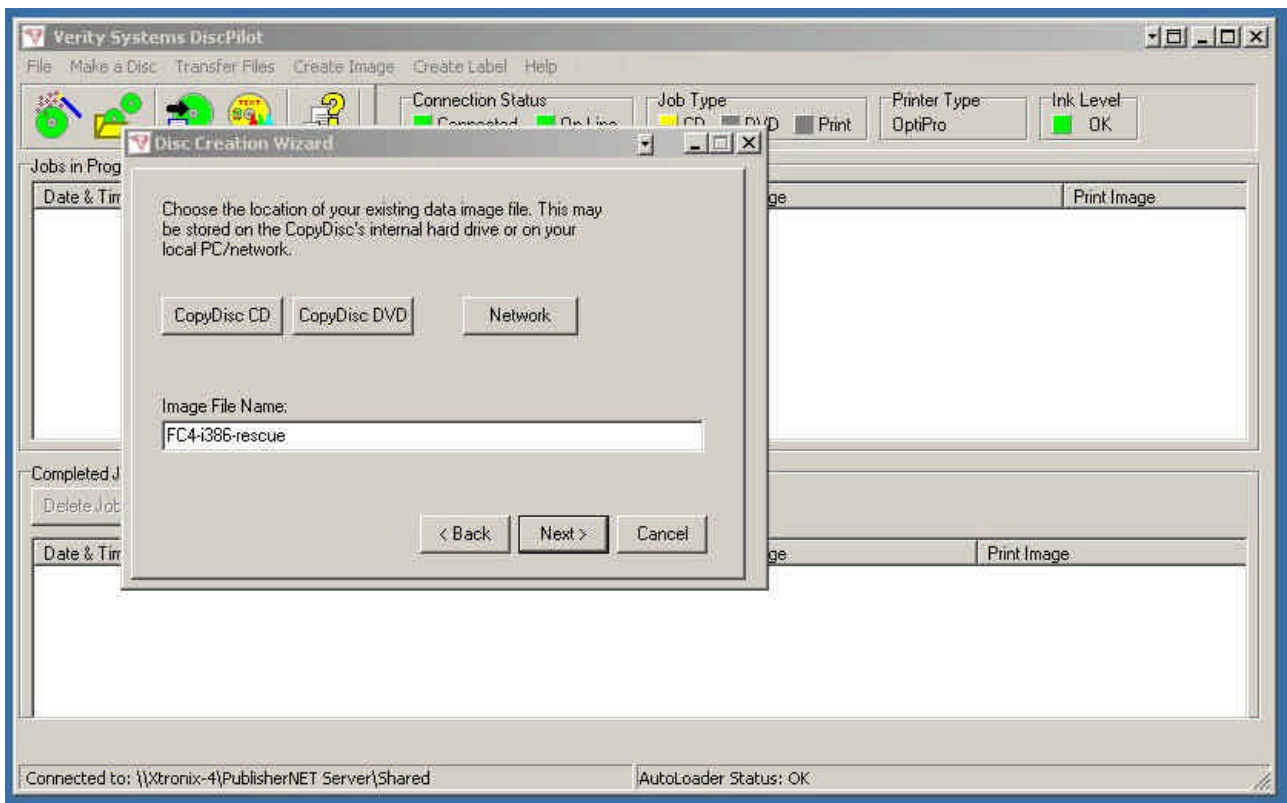 Verity Systems DiscPilot
File Make a Disc Transfer Files Create Image Create Label Help
Connection Status
Connected On Line
Job Type
CD DVD Print
Printer Type
OptiPro
Ink Level
OK
Disc Creation Wizard
Jobs in Prog
Date & Tim
ge
Print Image
Choose the location of your existing data image file. This may
be stored on the CopyDisc's internal hard drive or on your
local PC/network.
CopyDisc CD CopyDisc DVD Network
Image File Name:
FC4-i386-rescue
< Back Next > Cancel
Completed J
Delete Job
Date & Tim
ge
Print Image
Connected to: \\Xtronix-4\PublisherNET Server\Shared
AutoLoader Status: OK